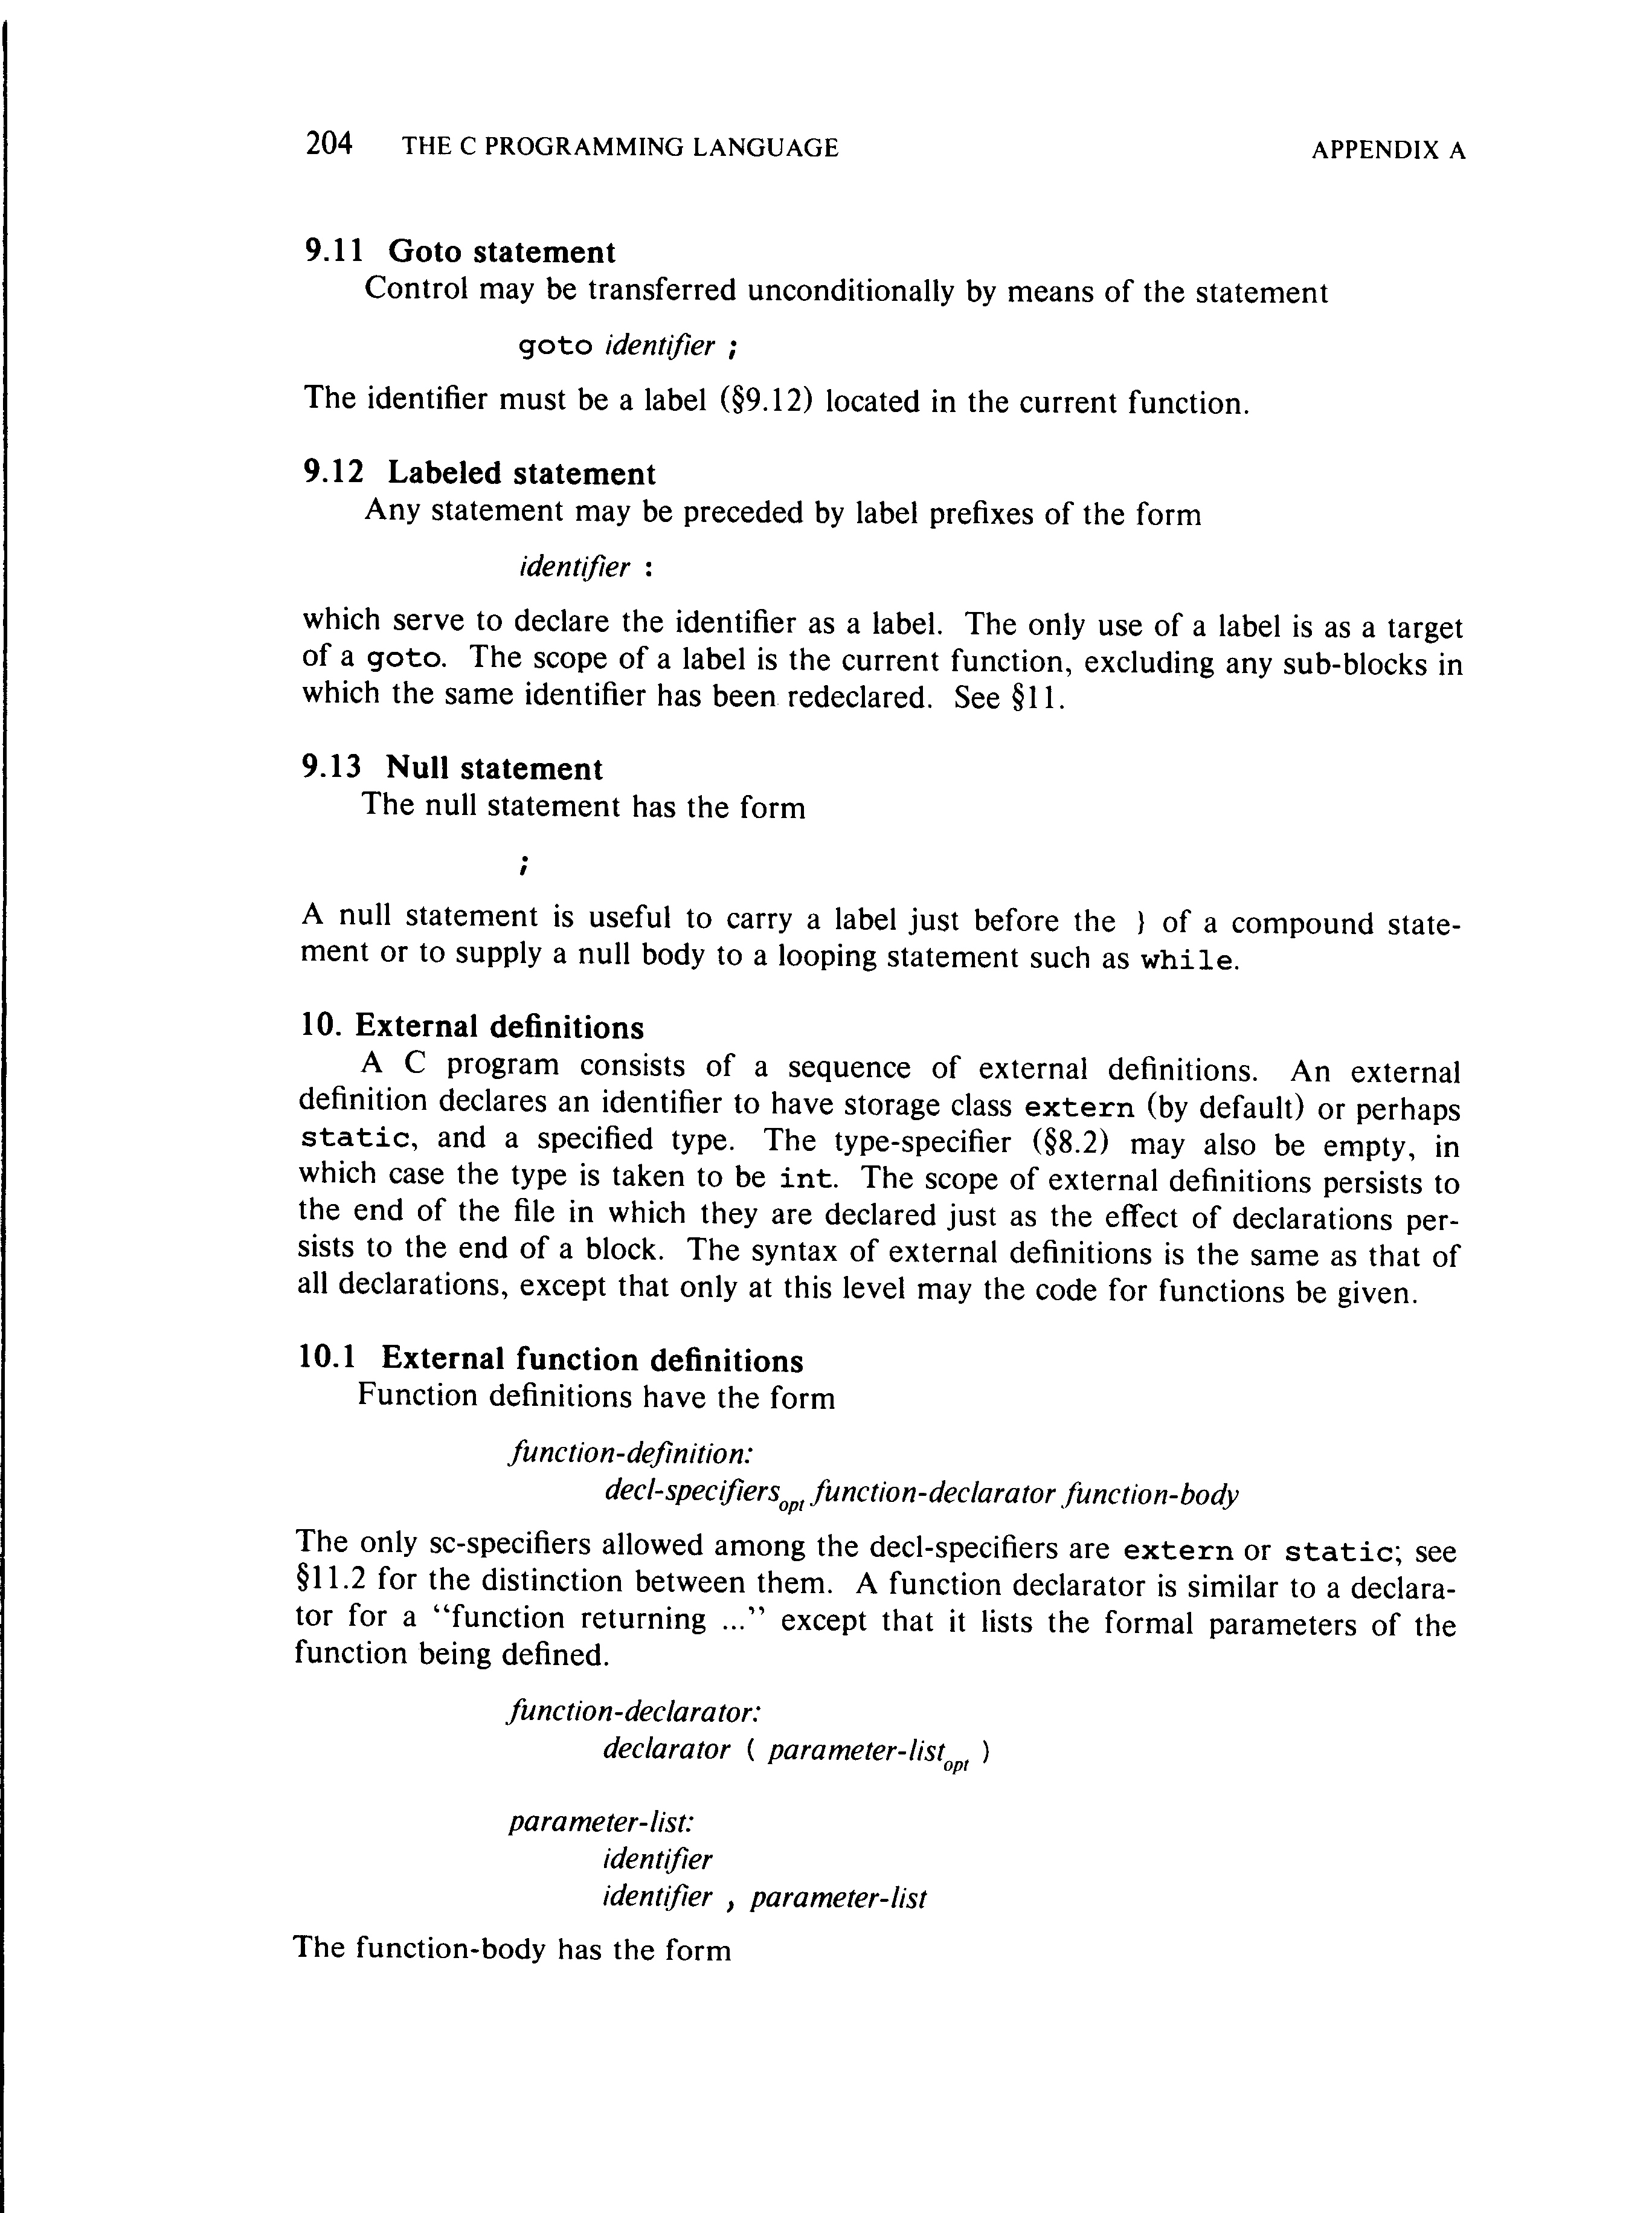 204 THE C PROGRAMMING LANGUAGE APPENDIX A
9.11 Goto statement
Control may be transferred unconditionally by means of the statement
goto identifier ;
The identifier must be a label (§9.12) located in the current function.
9.12 Labeled statement
Any statement may be preceded by label prefixes of the form
identifier :
which serve to declare the identifier as a label. The only use of a label is as a target
of a goto. The scope of a label is the current function, excluding any sub-blocks in
which the same identifier has been redeclared. See §11.
9.13 Null statement
The null statement has the form
;
A null statement is useful to carry a label just before the } of a compound state-
ment or to supply a null body to a looping statement such as while.
10. External definitions
A C program consists of a sequence of external definitions. An external
definition declares an identifier to have storage class extern (by default) or perhaps
static, and a specified type. The type-specifier (§8.2) may also be empty, in
which case the type is taken to be int. The scope of external definitions persists to
the end of the file in which they are declared just as the effect of declarations per-
sists to the end of a block. The syntax of external definitions is the same as that of
all declarations, except that only at this level may the code for functions be given.
10.1 External function definitions
Function definitions have the form
function-definition:
decl-specifiers opt function-declarator function-body
The only sc-specifiers allowed among the decl-specifiers are extern or static; see
§11.2 for the distinction between them. A function declarator is similar to a declara-
tor for a “function returning ...” except that it lists the formal parameters of the
function being defined.
function-declarator:
declarator ( parameter-list opt )
parameter-list:
identifier
identifier , parameter-list
The function-body has the form